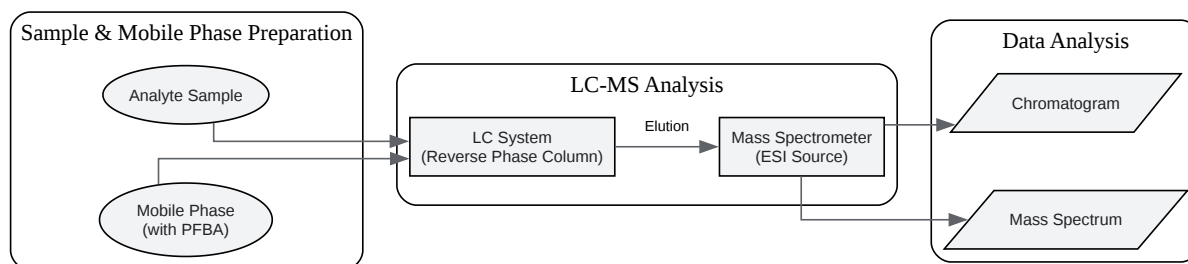 Sample & Mobile Phase Preparation
Analyte Sample
Mobile Phase
(with PFBA)
LC-MS Analysis
LC System
(Reverse Phase Column)
Elution
Mass Spectrometer
(ESI Source)
Data Analysis
Chromatogram
Mass Spectrum